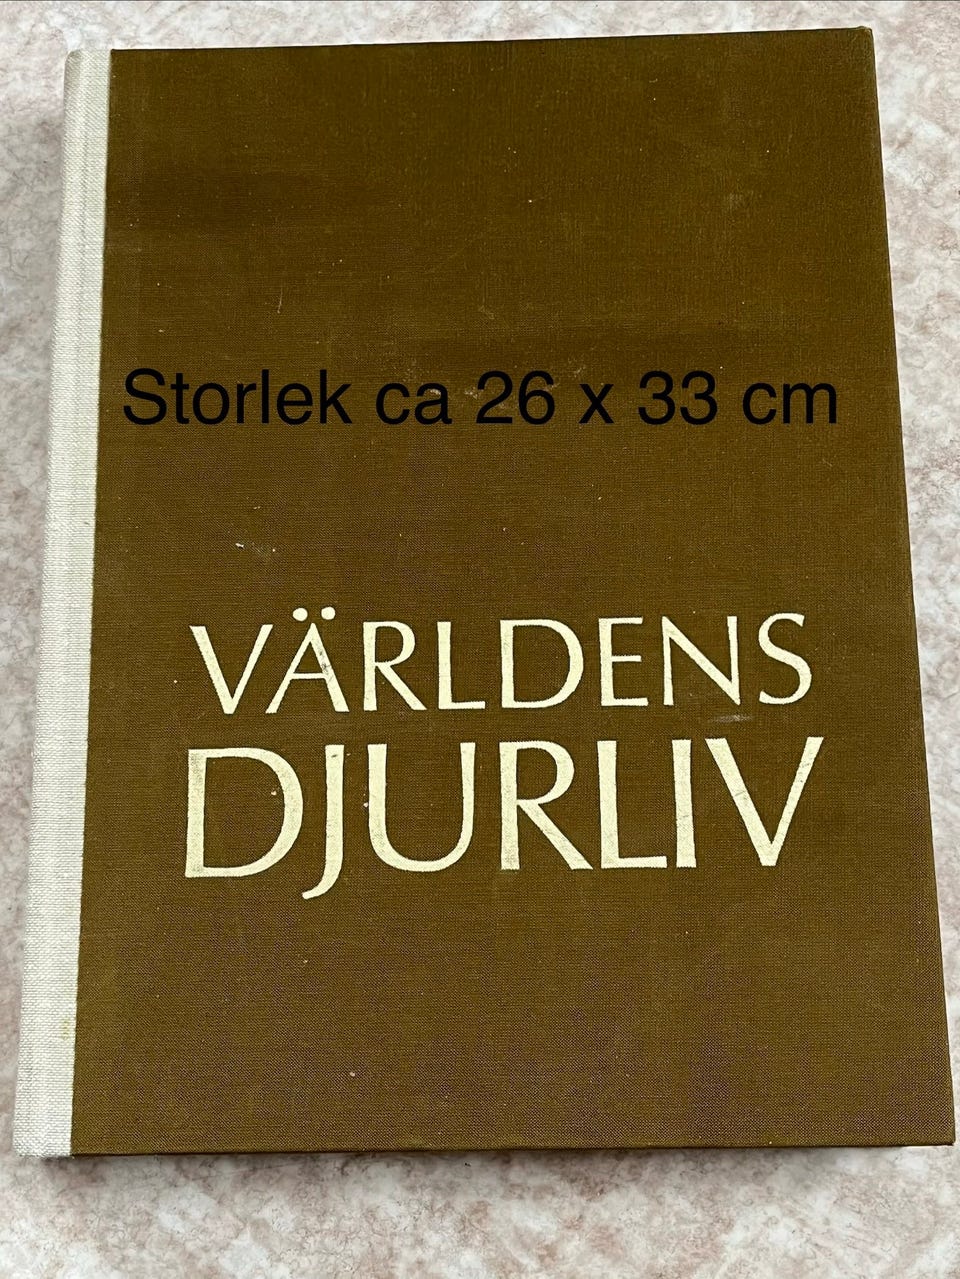 Storlek ca 26 x 33 cm
VÄRLDENS
DJURLIV